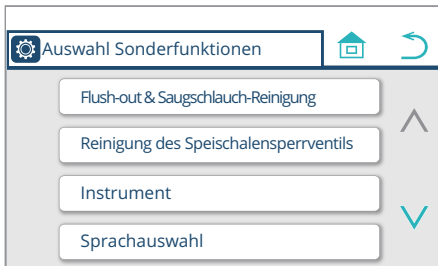 Auswahl Sonderfunktionen
Flush-out & Saugschlauch-Reinigung
Reinigung des Speischalensperrventils
Instrument
Sprachauswahl